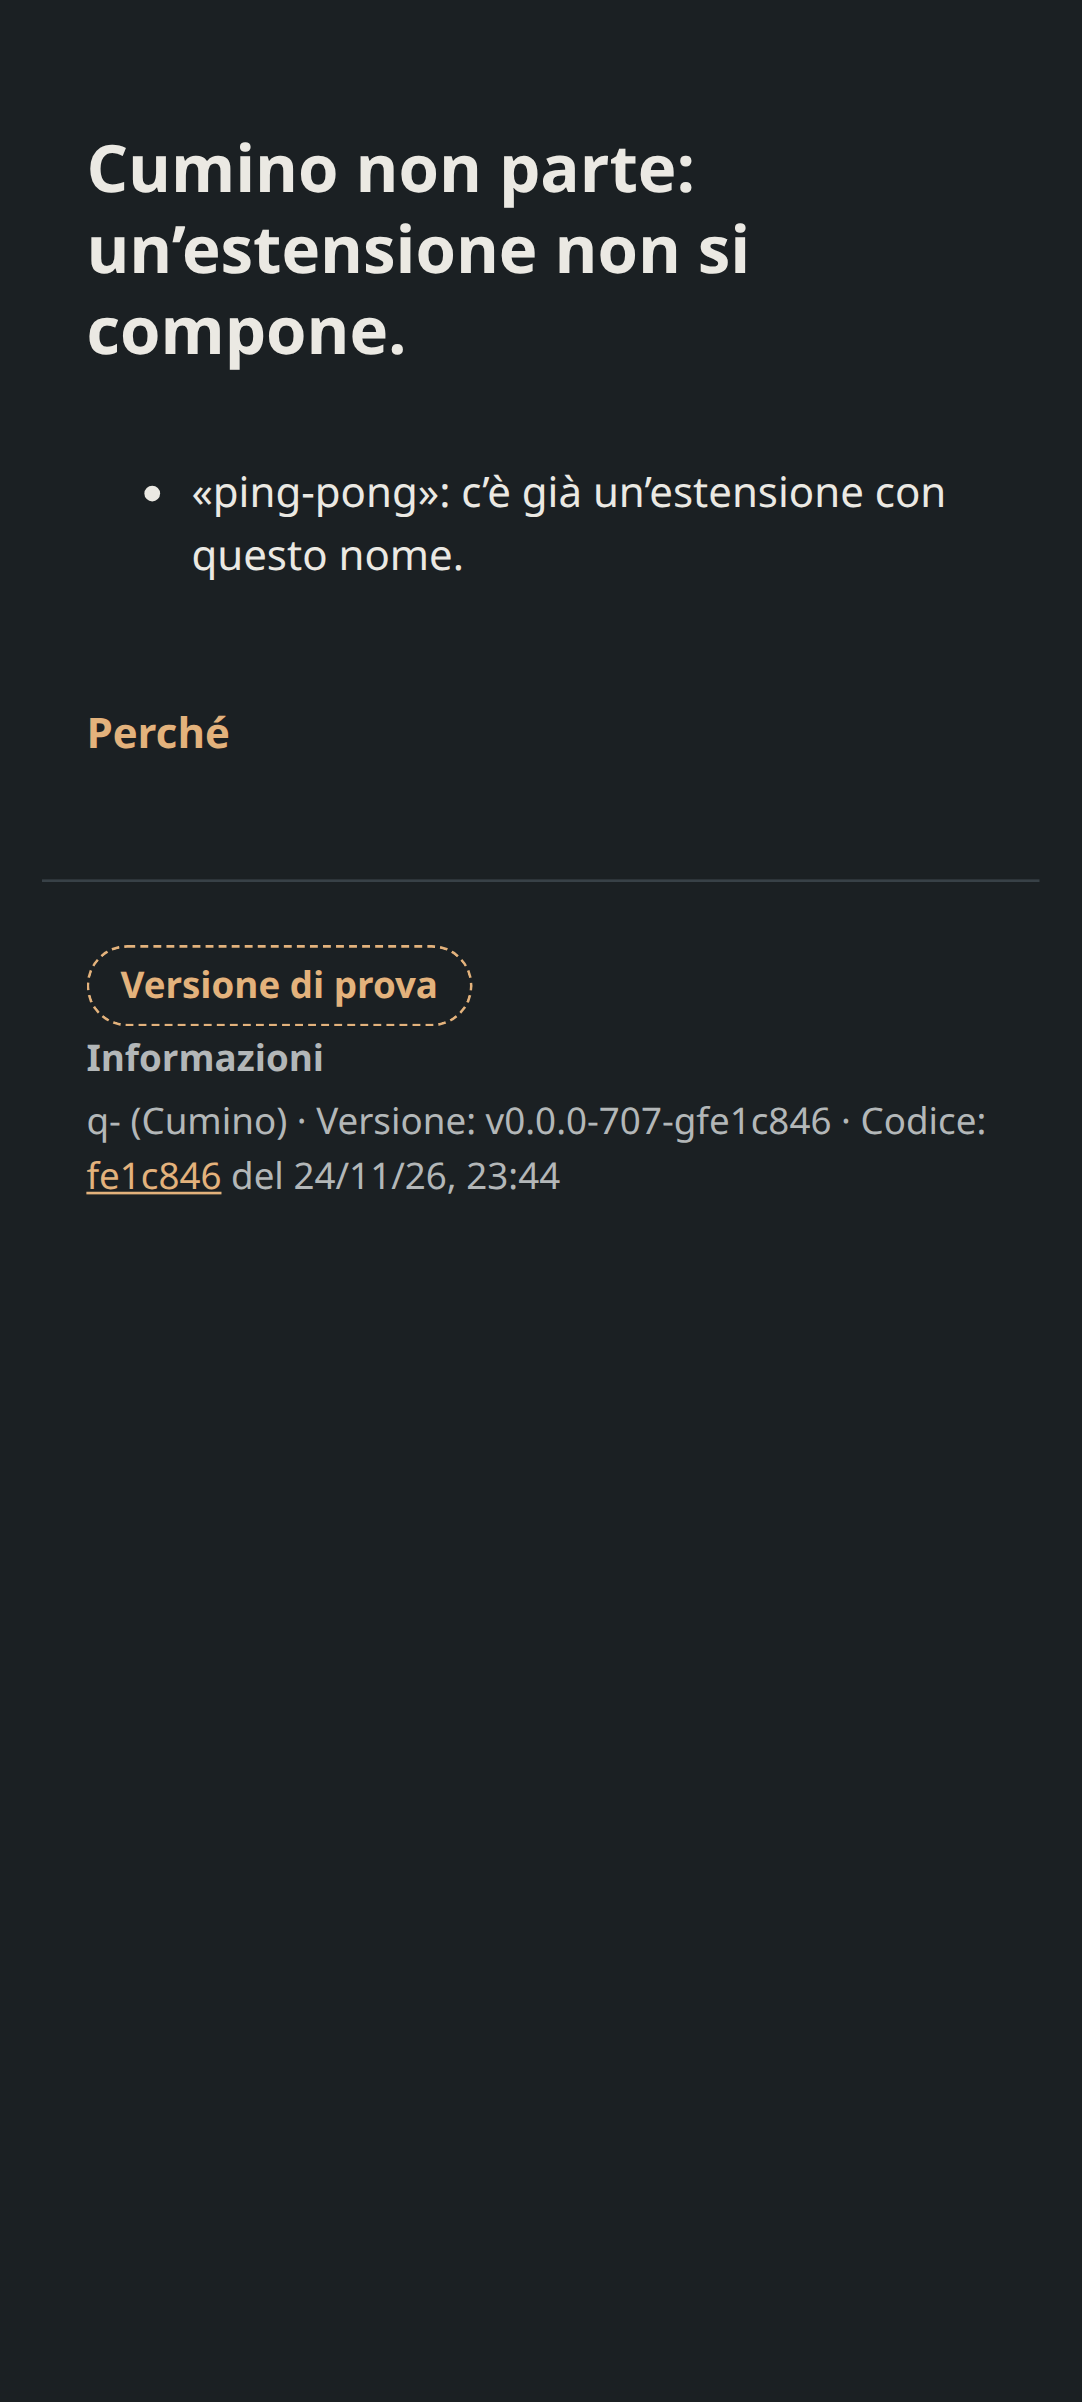 Cumino non parte:
un’estensione non si
compone.
• «ping-pong»: c’è già un’estensione con
questo nome.
Perché
Versione di prova
Informazioni
q- (Cumino) · Versione: v0.0.0-707-gfe1c846 · Codice:
fe1c846 del 24/11/26, 23:44